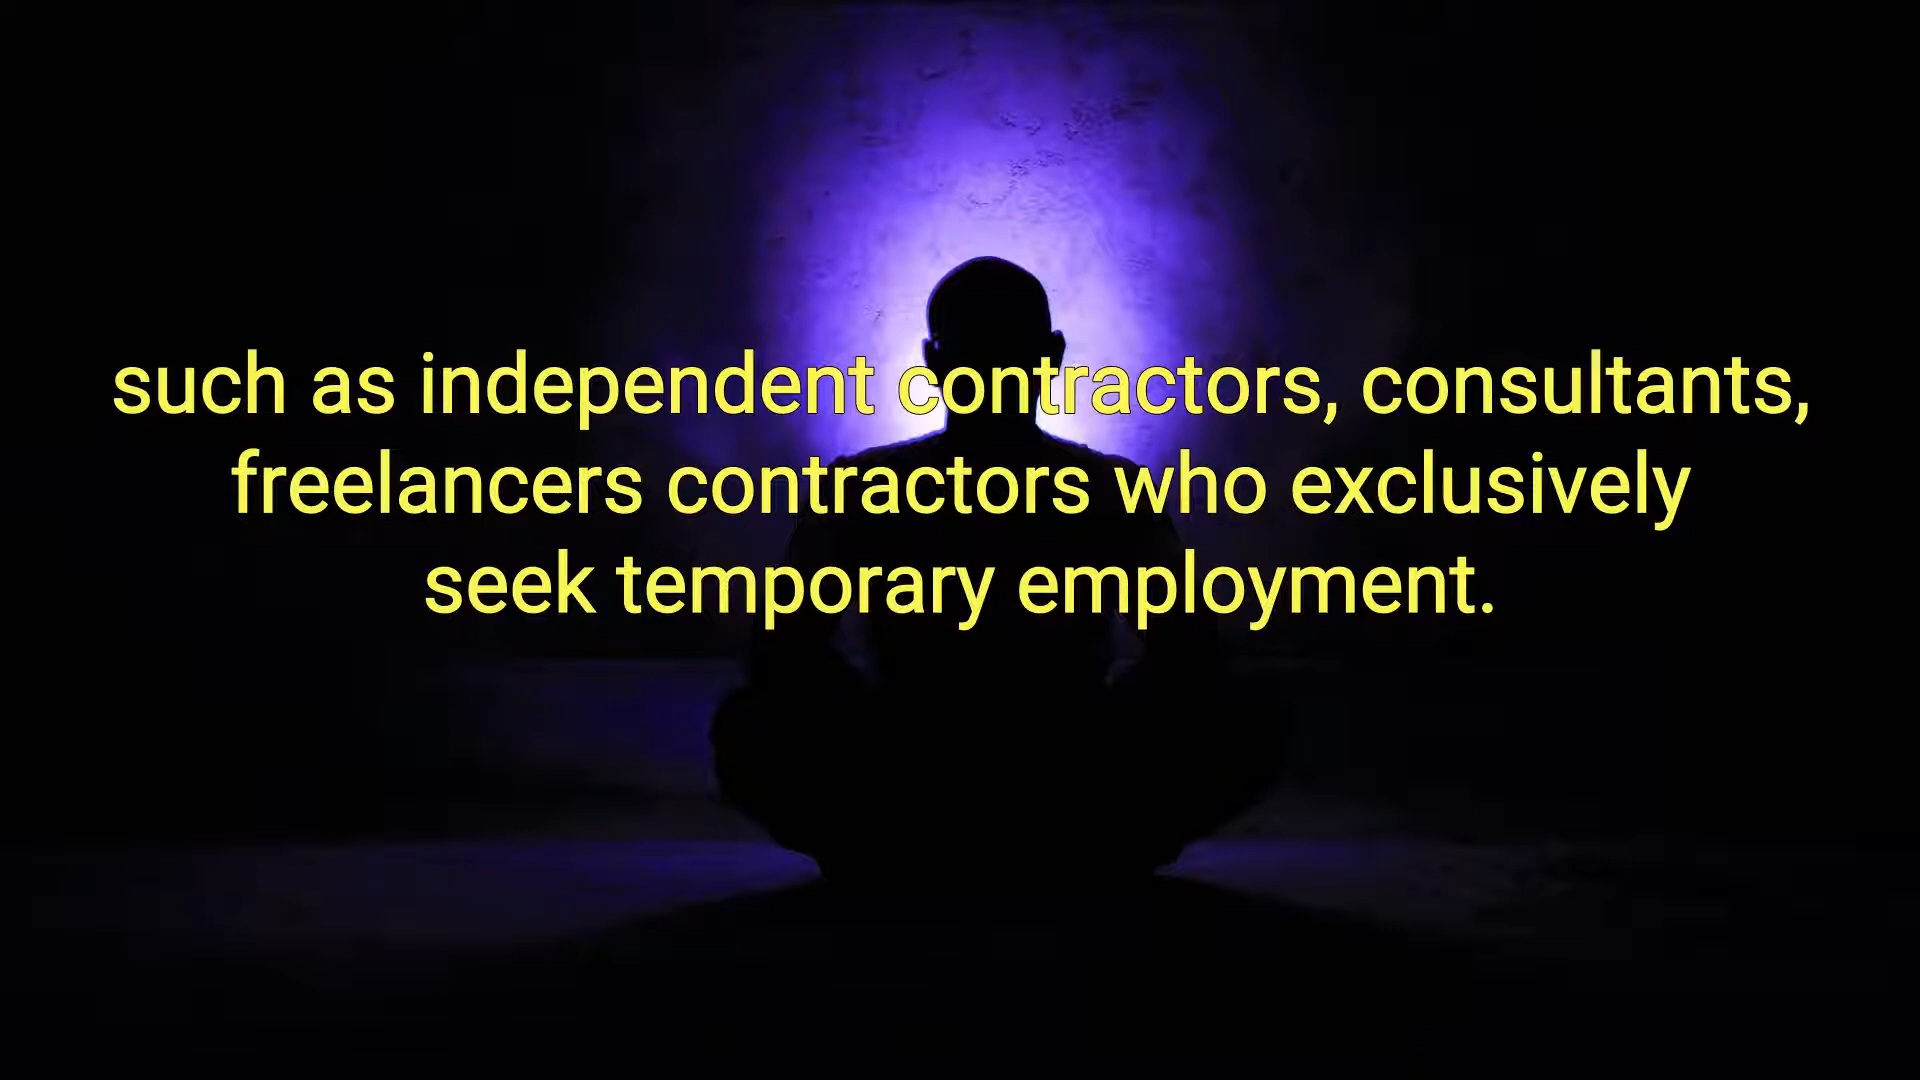 such as independent contractors, consultants,
freelancers contractors who exclusively
seek temporary employment.